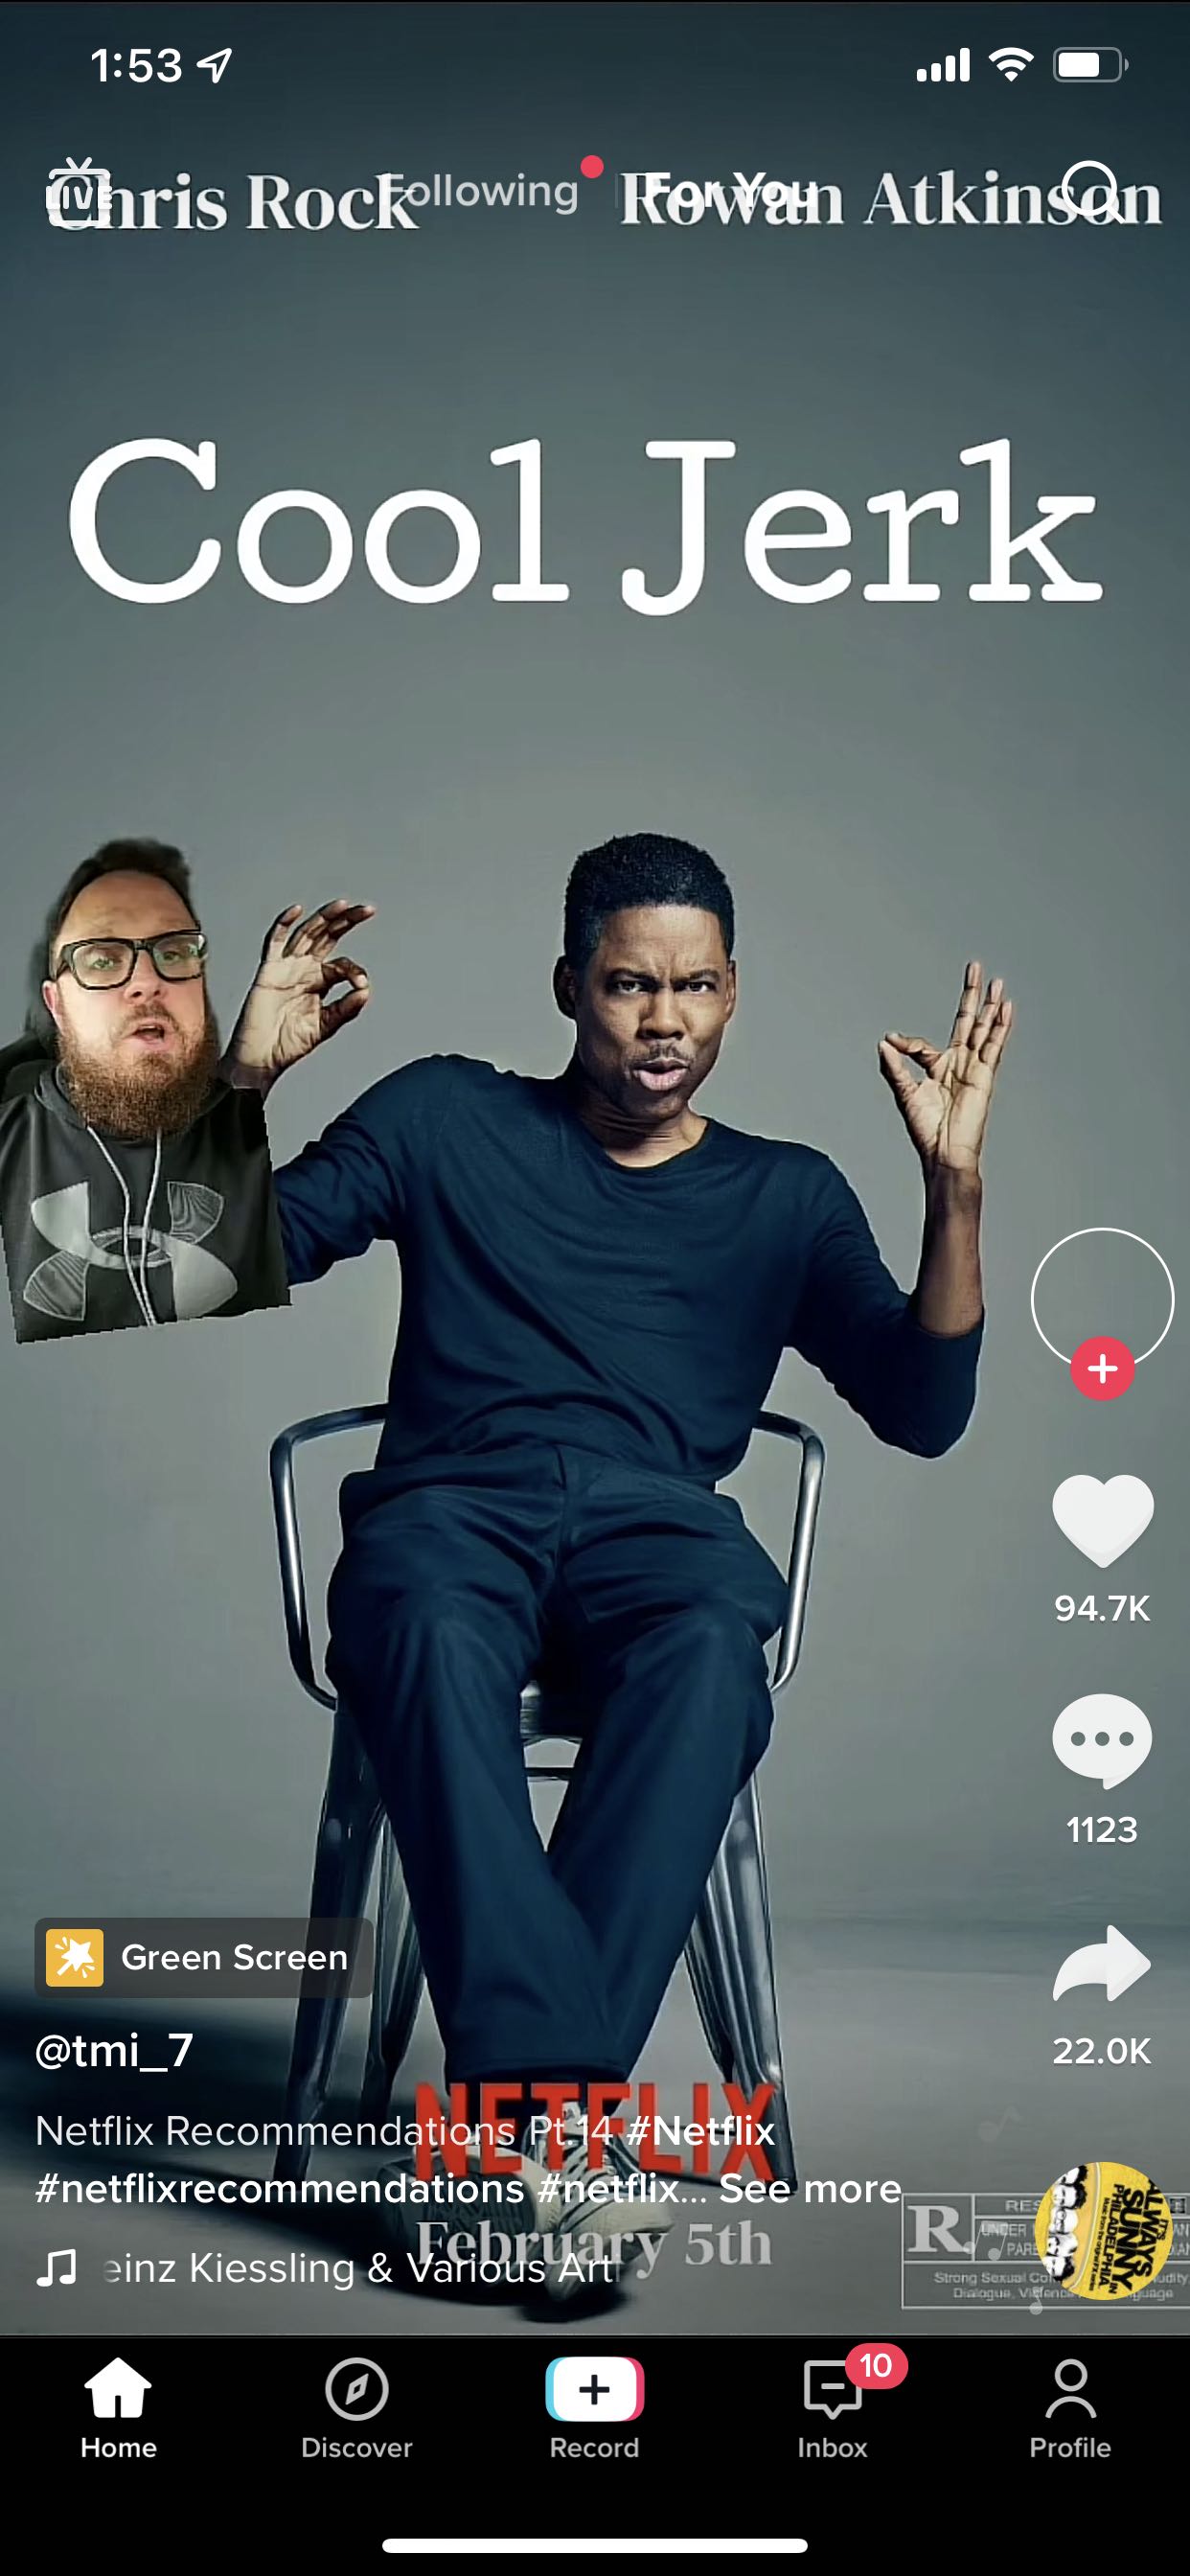 1:53
LIVE
Chris Rock
Following
For You
Rowan Atkinson
Cool Jerk
94.7K
1123
22.0K
Green Screen
@tmi_7
NETFLIX
Netflix Recommendations Pt.14 #Netflix
#netflixrecommendations #netflix... See more
February 5th
einz Kiessling & Various Art
R
UNDER
Strong Sexual
Dialogue,
ALWAYS
SUNNY
PHILADELPHIA
10
Home
Discover
Record
Inbox
Profile